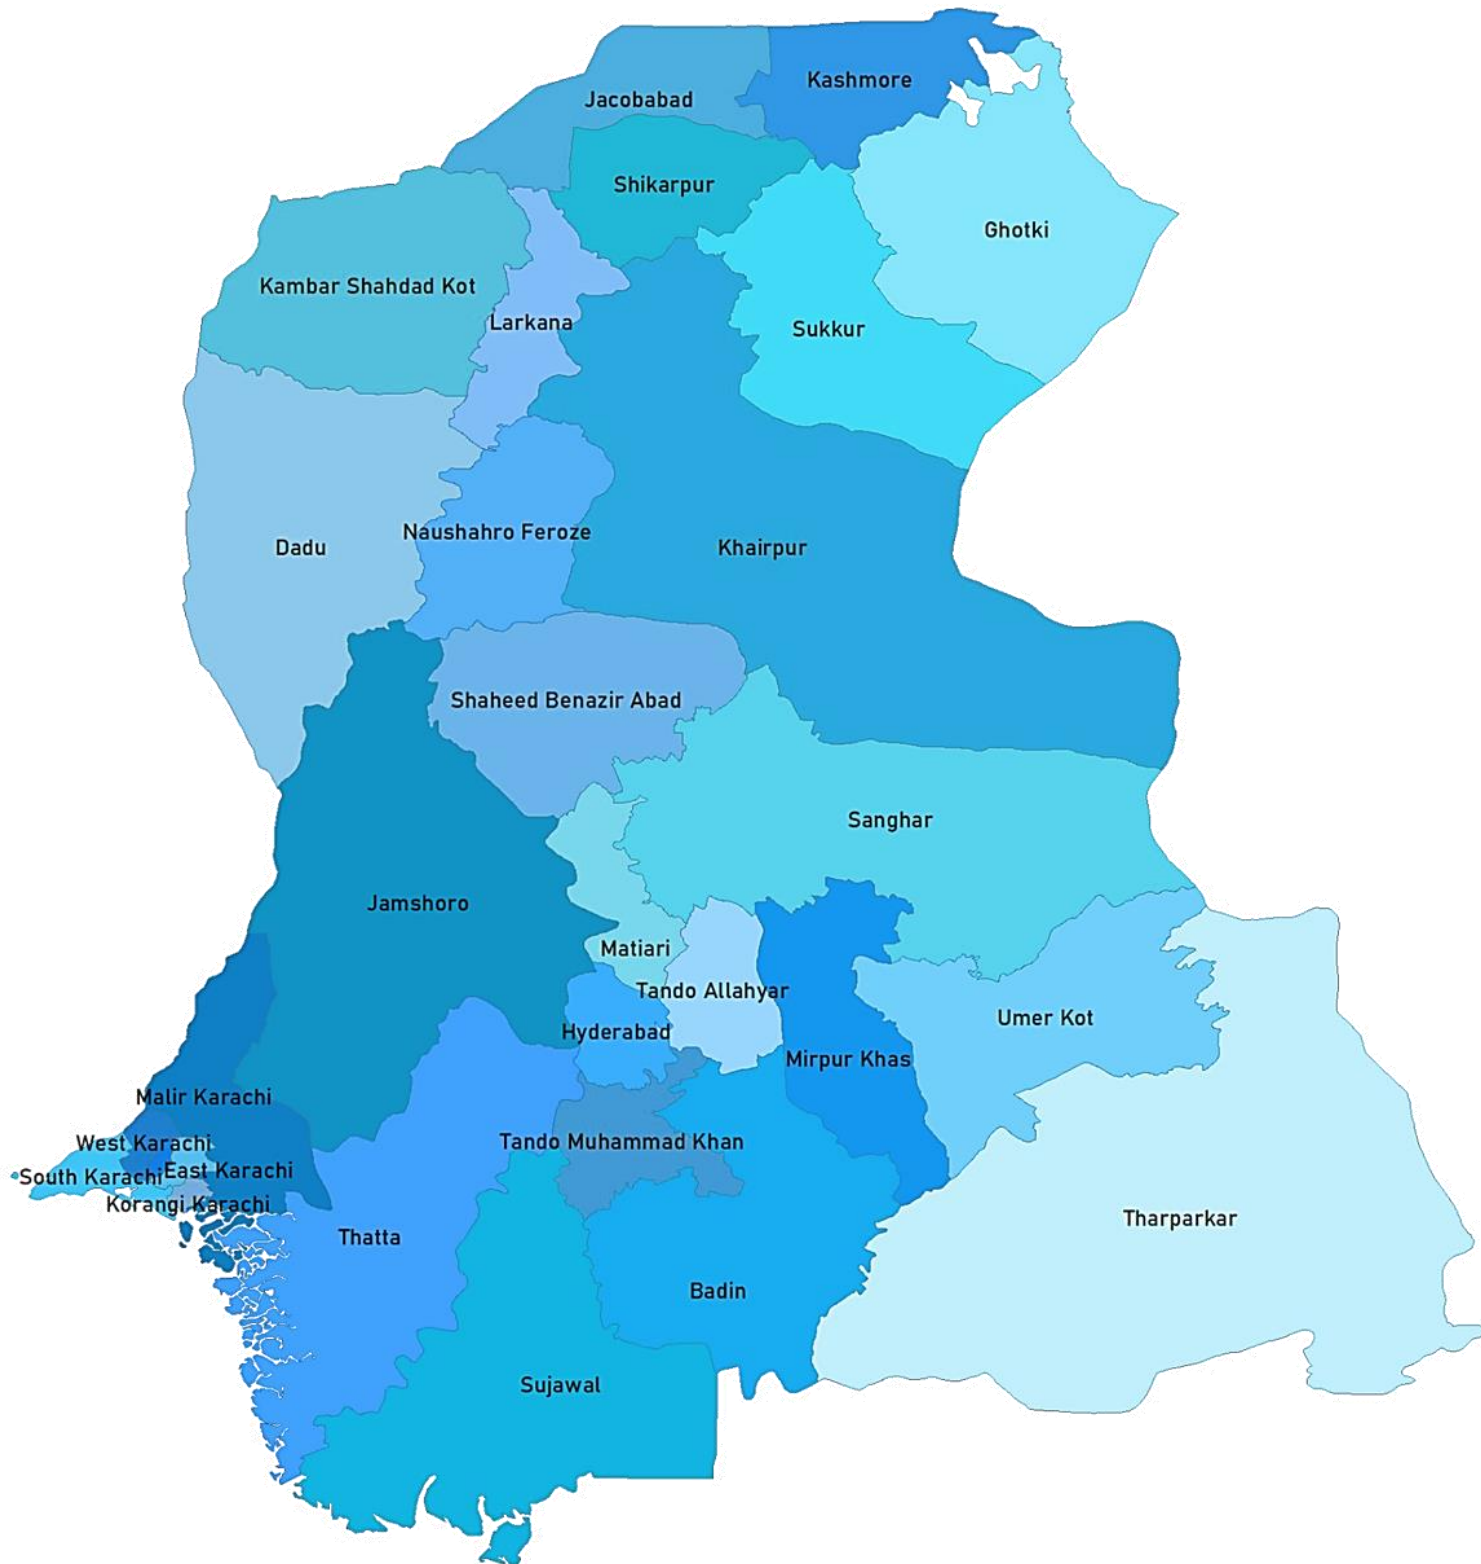 Kashmore
Jacobabad
Shikarpur
Ghotki
Kambar Shahdad Kot
Larkana
Sukkur
Naushahro Feroze
Dadu
Khairpur
Shaheed Benazir Abad
Sanghar
Jamshoro
Matiari
Tando Allahyar
Umer Kot
Hyderabad
Mirpur Khas
Malir Karachi
West Karachi
Tando Muhammad Khan
East Karachi
South Karachi
Korangi Karachi
Tharparkar
Thatta
Badin
Sujawal